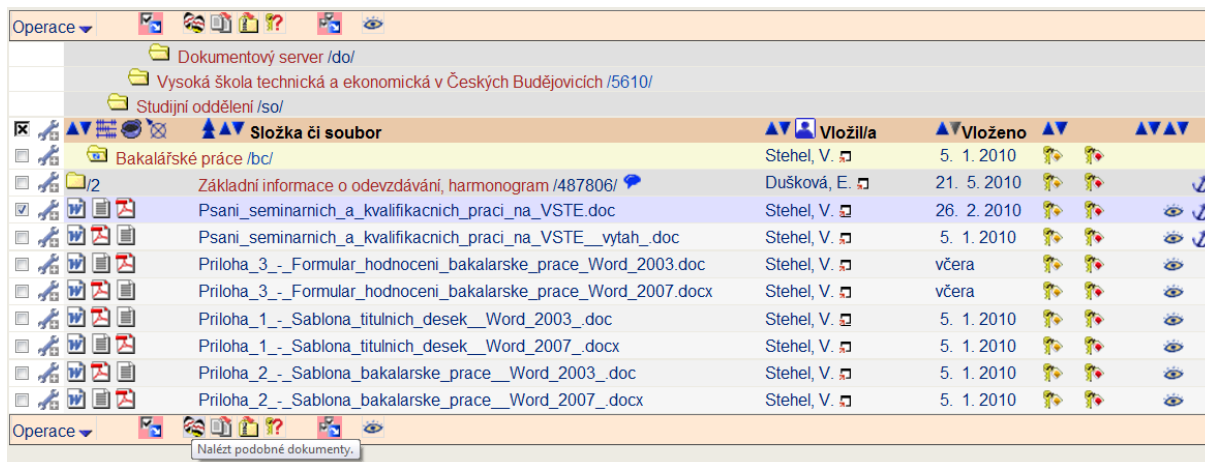 Operace
Dokumentový server /do/
Vysoká škola technická a ekonomická v Českých Budějovicích /5610/
Studijní oddělení /so/
Složka či soubor Vložil/a Vloženo
Bakalářské práce /bc/ Stehel, V. 5. 1. 2010
/2 Základní informace o odevzdávání, harmonogram /487806/ Dušková, E. 21. 5. 2010
Psani_seminarnich_a_kvalifikacnich_praci_na_VSTE.doc Stehel, V. 26. 2. 2010
Psani_seminarnich_a_kvalifikacnich_praci_na_VSTE__vytah_.doc Stehel, V. 5. 1. 2010
Priloha_3_-_Formular_hodnoceni_bakalarske_prace_Word_2003.doc Stehel, V. včera
Priloha_3_-_Formular_hodnoceni_bakalarske_prace_Word_2007.docx Stehel, V. včera
Priloha_1_-_Sablona_titulnich_desek__Word_2003_.doc Stehel, V. 5. 1. 2010
Priloha_1_-_Sablona_titulnich_desek__Word_2007_.docx Stehel, V. 5. 1. 2010
Priloha_2_-_Sablona_bakalarske_prace__Word_2003_.doc Stehel, V. 5. 1. 2010
Priloha_2_-_Sablona_bakalarske_prace__Word_2007_.docx Stehel, V. 5. 1. 2010
Operace
Nalézt podobné dokumenty.